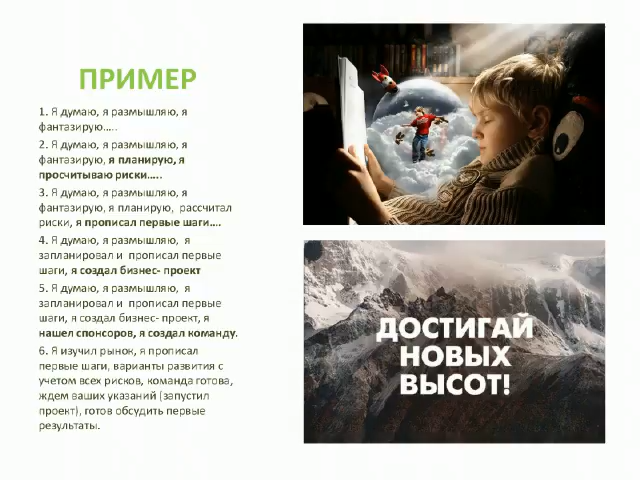 ПРИМЕР
1. Я думаю, я размышляю, я
фантазирую…..
2. Я думаю, я размышляю, я
фантазирую, я планирую, я
просчитываю риски…..
3. Я думаю, я размышляю, я
фантазирую, я планирую, рассчитал
риски, я прописал первые шаги….
4. Я думаю, я размышляю, я
запланировал и прописал первые
шаги, я создал бизнес- проект
5. Я думаю, я размышляю, я
запланировал и прописал первые
шаги, я создал бизнес- проект, я
нашел спонсоров, я создал команду.
6. Я изучил рынок, я прописал
первые шаги, варианты развития с
учетом всех рисков, команда готова,
ждем ваших указаний (запустил
проект), готов обсудить первые
результаты.
ДОСТИГАЙ
НОВЫХ
ВЫСОТ!